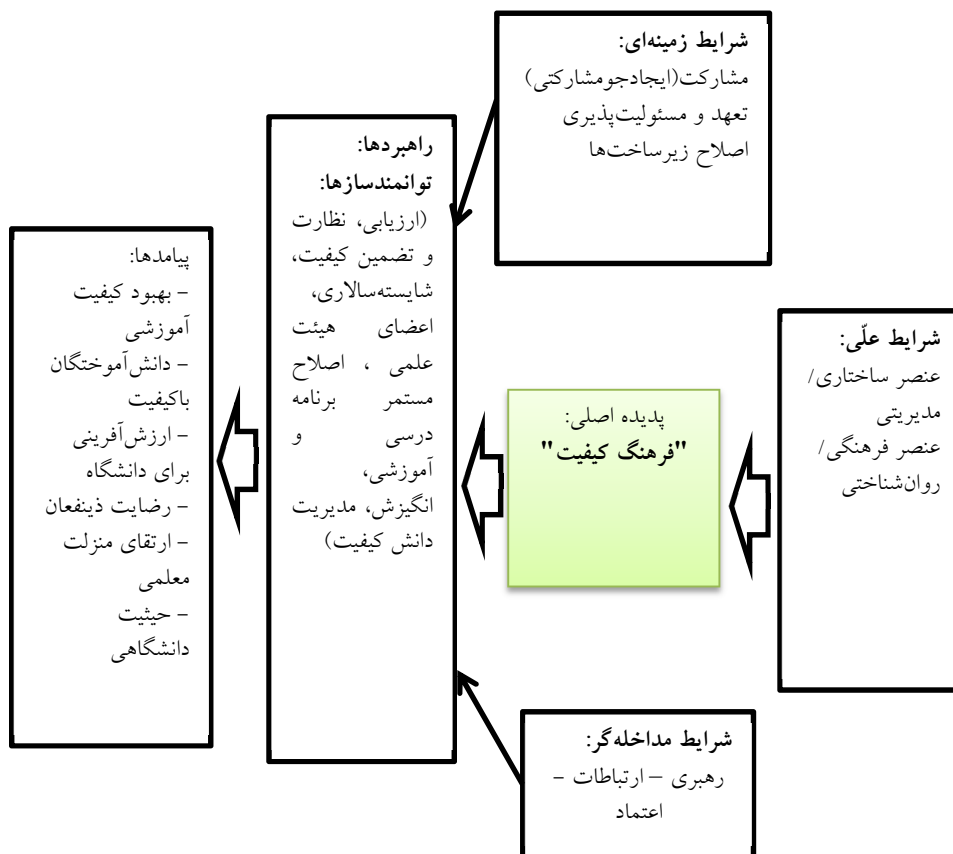 شرایط زمینه‌ای:
مشارکت(ایجادجومشارکتی)
تعهد و مسئولیت‌پذیری
اصلاح زیرساخت‌ها
شرایط علّی:
عنصر ساختاری/
مدیریتی
عنصر فرهنگی/
روان‌شناختی
پدیده اصلی:
"فرهنگ کیفیت"
راهبردها:
توانمندسازها:
(ارزیابی، نظارت
و تضمین کیفیت،
شایسته‌سالاری،
اعضای هیئت
علمی ، اصلاح
مستمر برنامه
درسی و
آموزشی،
انگیزش، مدیریت
دانش کیفیت)
پیامدها:
- بهبود کیفیت
آموزشی
- دانش‌آموختگان
باکیفیت
- ارزش‌آفرینی
برای دانشگاه
- رضایت ذینفعان
- ارتقای منزلت
معلمی
- حیثیت
دانشگاهی
شرایط مداخله‌گر:
رهبری – ارتباطات –
اعتماد